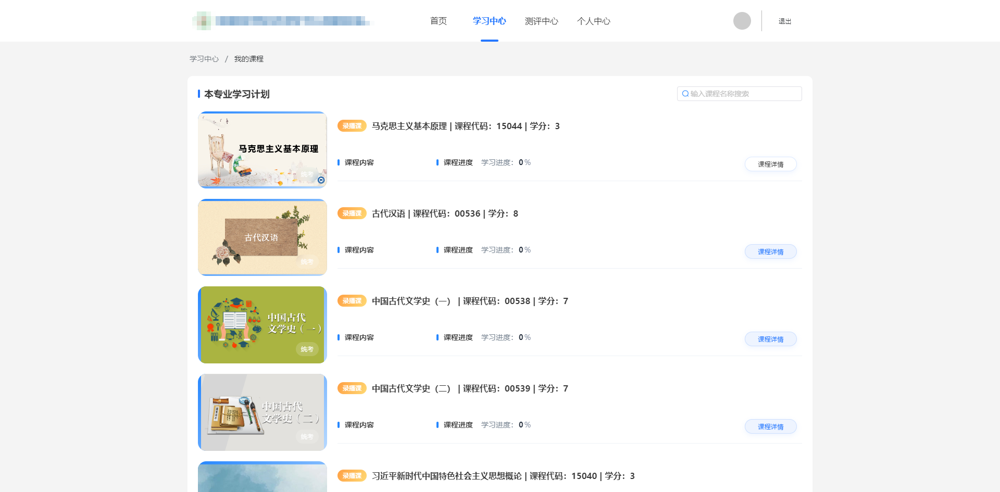 首页 学习中心 测评中心 个人中心 退出
学习中心 / 我的课程
本专业学习计划
输入课程名称搜索
马克思主义基本原理
统考
录播课 马克思主义基本原理 | 课程代码：15044 | 学分：3
课程内容 课程进度 学习进度：0%
课程详情
古代汉语
统考
录播课 古代汉语 | 课程代码：00536 | 学分：8
课程内容 课程进度 学习进度：0%
课程详情
中国古代
文学史（一）
统考
录播课 中国古代文学史（一） | 课程代码：00538 | 学分：7
课程内容 课程进度 学习进度：0%
课程详情
中国古代
文学史（二）
统考
录播课 中国古代文学史（二） | 课程代码：00539 | 学分：7
课程内容 课程进度 学习进度：0%
课程详情
录播课 习近平新时代中国特色社会主义思想概论 | 课程代码：15040 | 学分：3